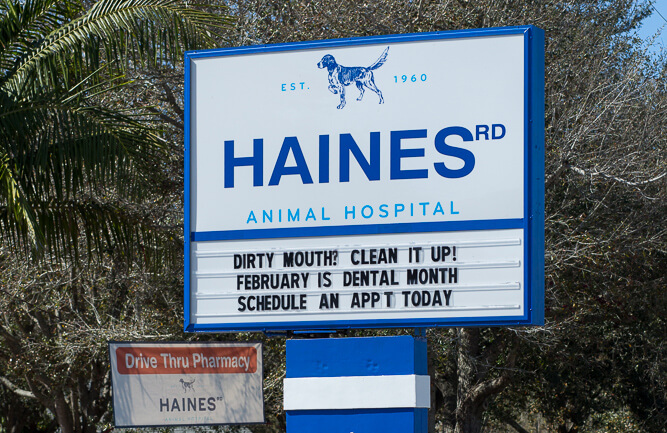 EST. 1960
HAINES RD
ANIMAL HOSPITAL
DIRTY MOUTH? CLEAN IT UP!
FEBRUARY IS DENTAL MONTH
SCHEDULE AN APPT TODAY
Drive Thru Pharmacy
HAINES RD